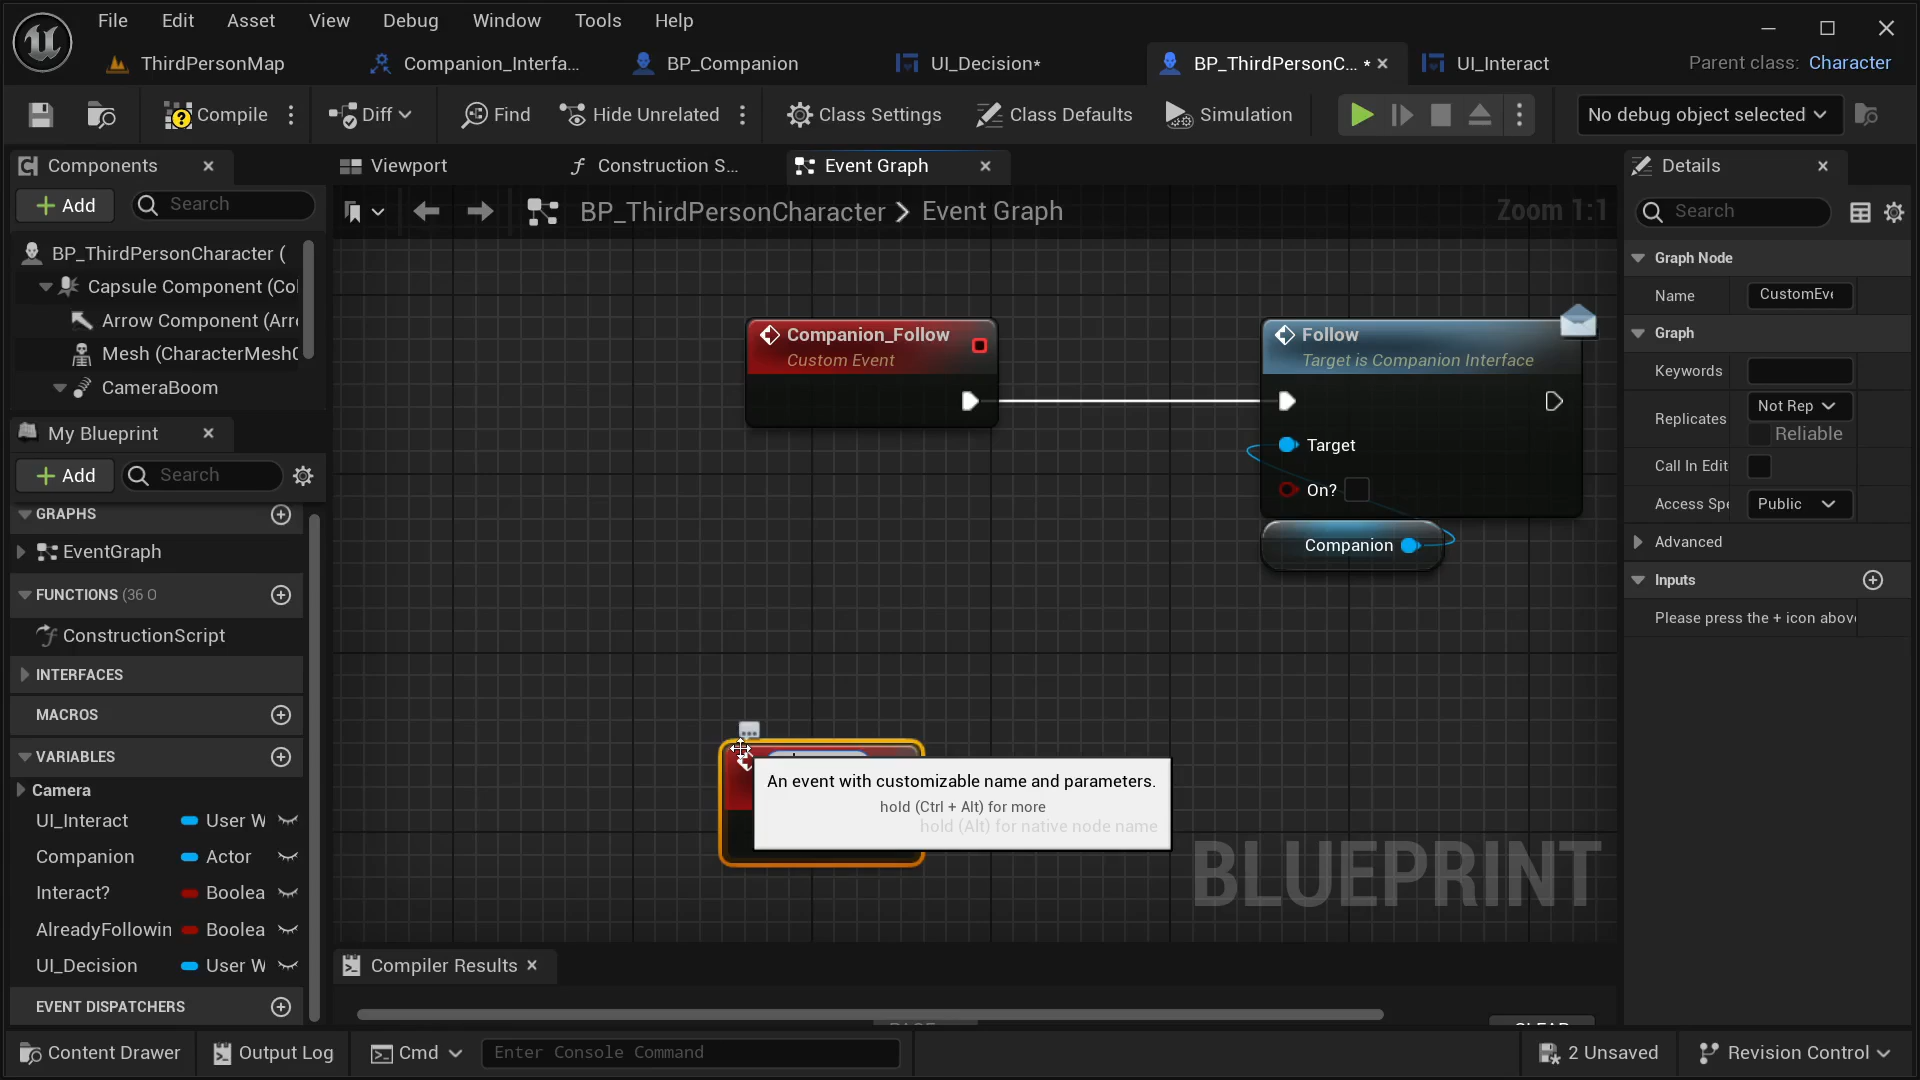 File Edit Asset View Debug Window Tools Help
ThirdPersonMap Companion_Interfa... BP_Companion UI_Decision* BP_ThirdPersonC... * UI_Interact Parent class: Character
Compile Diff Find Hide Unrelated Class Settings Class Defaults Simulation No debug object selected
Components
Add Search
BP_ThirdPersonCharacter (
Capsule Component (Col
Arrow Component (Arro
Mesh (CharacterMesh0
CameraBoom
My Blueprint
Add Search
GRAPHS
EventGraph
FUNCTIONS (36 O
ConstructionScript
INTERFACES
MACROS
VARIABLES
Camera
UI_Interact User W
Companion Actor
Interact? Boolea
AlreadyFollowin Boolea
UI_Decision User W
EVENT DISPATCHERS
Viewport Construction S... Event Graph
BP_ThirdPersonCharacter > Event Graph Zoom 1:1
Companion_Follow
Custom Event
Follow
Target is Companion Interface
Target
On?
Companion
An event with customizable name and parameters.
hold (Ctrl + Alt) for more
hold (Alt) for native node name
BLUEPRINT
Compiler Results
Details
Search
Graph Node
Name CustomEve
Graph
Keywords
Replicates Not Rep
Reliable
Call In Edit
Access Spe Public
Advanced
Inputs
Please press the + icon above
Content Drawer Output Log Cmd Enter Console Command 2 Unsaved Revision Control